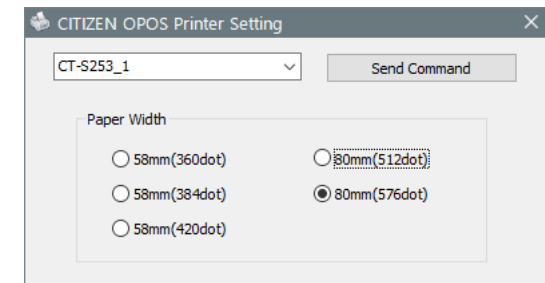 CITIZEN OPOS Printer Setting
CT-S253_1
Send Command
Paper Width
58mm(360dot)
80mm(512dot)
58mm(384dot)
80mm(576dot)
58mm(420dot)